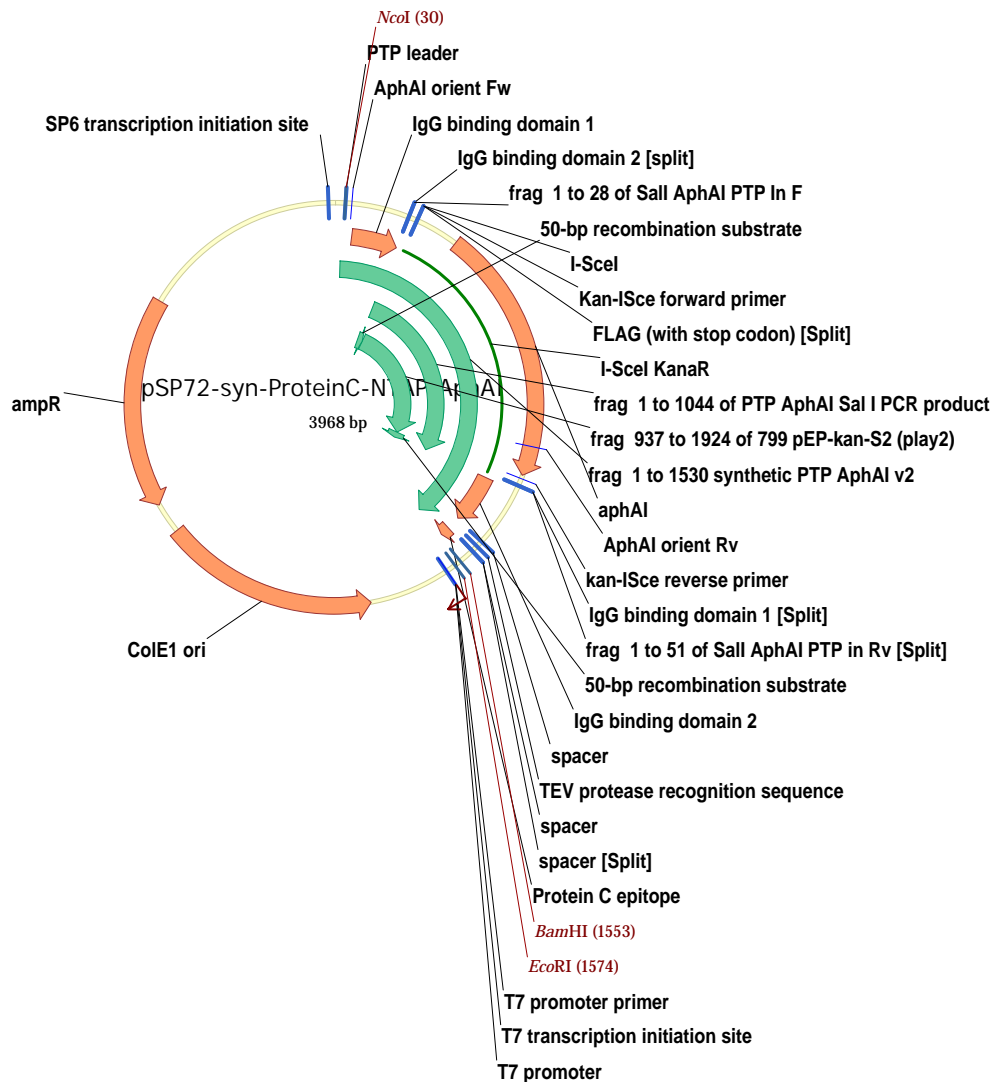 NcoI (30)
PTP leader
AphAI orient Fw
SP6 transcription initiation site
IgG binding domain 1
IgG binding domain 2 [split]
frag 1 to 28 of SalI AphAI PTP In F
50-bp recombination substrate
I-SceI
Kan-ISce forward primer
FLAG (with stop codon) [Split]
I-SceI KanaR
pSP72-syn-ProteinC-NTAP-AphAI
ampR
frag 1 to 1044 of PTP AphAI Sal I PCR product
3968 bp
frag 937 to 1924 of 799 pEP-kan-S2 (play2)
frag 1 to 1530 synthetic PTP AphAI v2
aphAI
AphAI orient Rv
kan-ISce reverse primer
IgG binding domain 1 [Split]
ColE1 ori
frag 1 to 51 of SalI AphAI PTP in Rv [Split]
50-bp recombination substrate
IgG binding domain 2
spacer
TEV protease recognition sequence
spacer
spacer [Split]
Protein C epitope
BamHI (1553)
EcoRI (1574)
T7 promoter primer
T7 transcription initiation site
T7 promoter